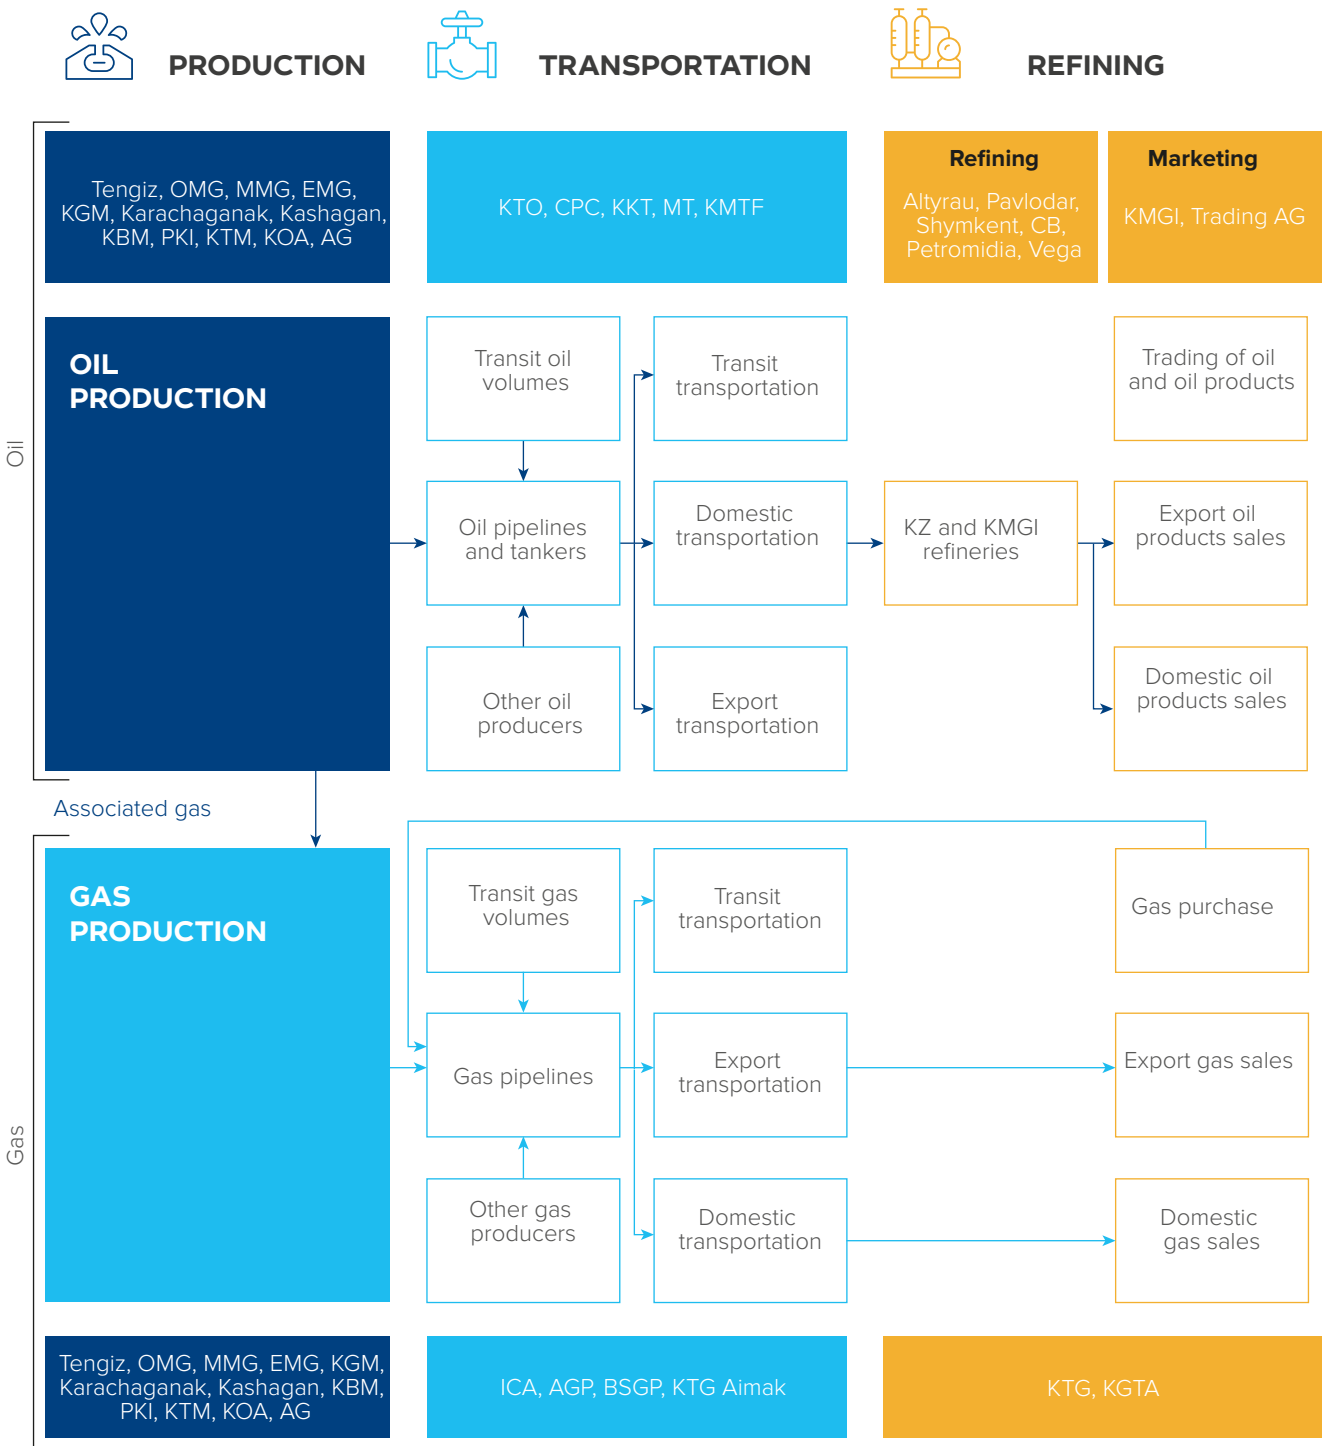 PRODUCTION
TRANSPORTATION
REFINING
Oil
Tengiz, OMG, MMG, EMG,
KGM, Karachaganak, Kashagan,
KBM, PKI, KTM, KOA, AG
KTO, CPC, KKT, MT, KMTF
Refining
Altyrau, Pavlodar,
Shymkent, CB,
Petromidia, Vega
Marketing
KMGI, Trading AG
OIL
PRODUCTION
Transit oil
volumes
Transit
transportation
Trading of oil
and oil products
Oil pipelines
and tankers
Domestic
transportation
KZ and KMGI
refineries
Export oil
products sales
Other oil
producers
Export
transportation
Domestic oil
products sales
Associated gas
Gas
GAS
PRODUCTION
Transit gas
volumes
Transit
transportation
Gas purchase
Gas pipelines
Export
transportation
Export gas sales
Other gas
producers
Domestic
transportation
Domestic
gas sales
Tengiz, OMG, MMG, EMG, KGM,
Karachaganak, Kashagan, KBM,
PKI, KTM, KOA, AG
ICA, AGP, BSGP, KTG Aimak
KTG, KGTA